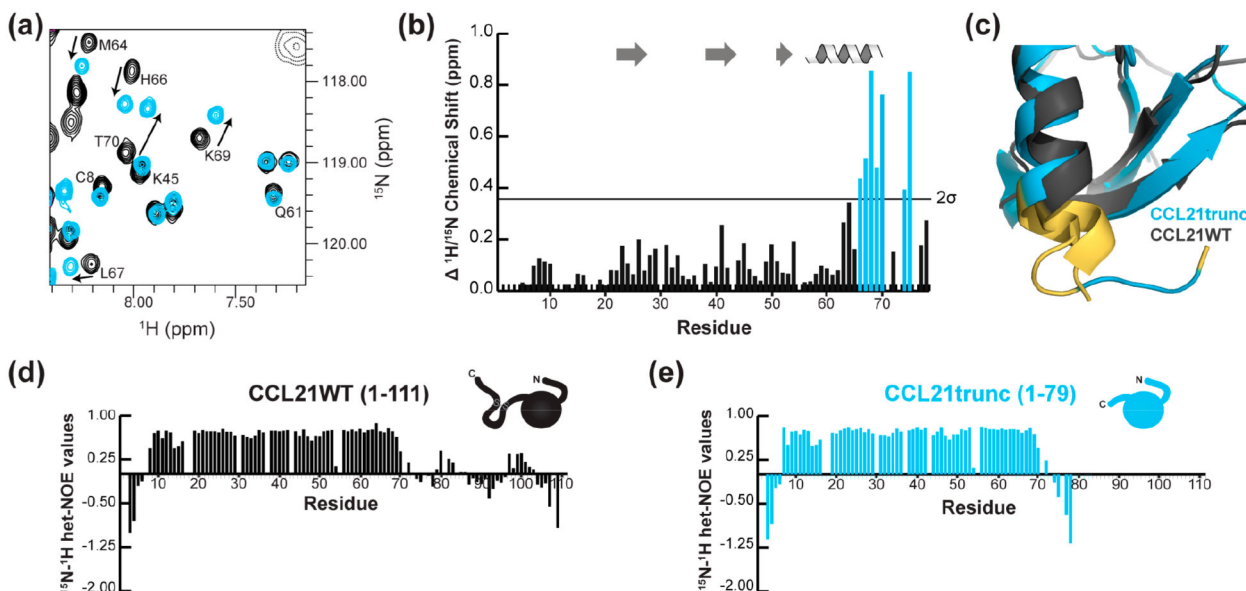 (a)
M64
H66
T70
K69
C8
K45
Q61
L67
118.00
119.00
120.00
8.00
7.50
¹H (ppm)
¹⁵N (ppm)
(b)
Δ ¹H/¹⁵N Chemical Shift (ppm)
1.0
0.8
0.6
0.4
0.2
0.0
2σ
10 20 30 40 50 60 70
Residue
(c)
CCL21trunc
CCL21WT
(d)
CCL21WT (1-111)
C
N
¹⁵N-¹H het-NOE values
1.00
0.25
-0.50
-1.25
-2.00
10 20 30 40 50 60 70 80 90 100 110
Residue
(e)
CCL21trunc (1-79)
N
C
¹⁵N-¹H het-NOE values
1.00
0.25
-0.50
-1.25
-2.00
10 20 30 40 50 60 70 80 90 100 110
Residue